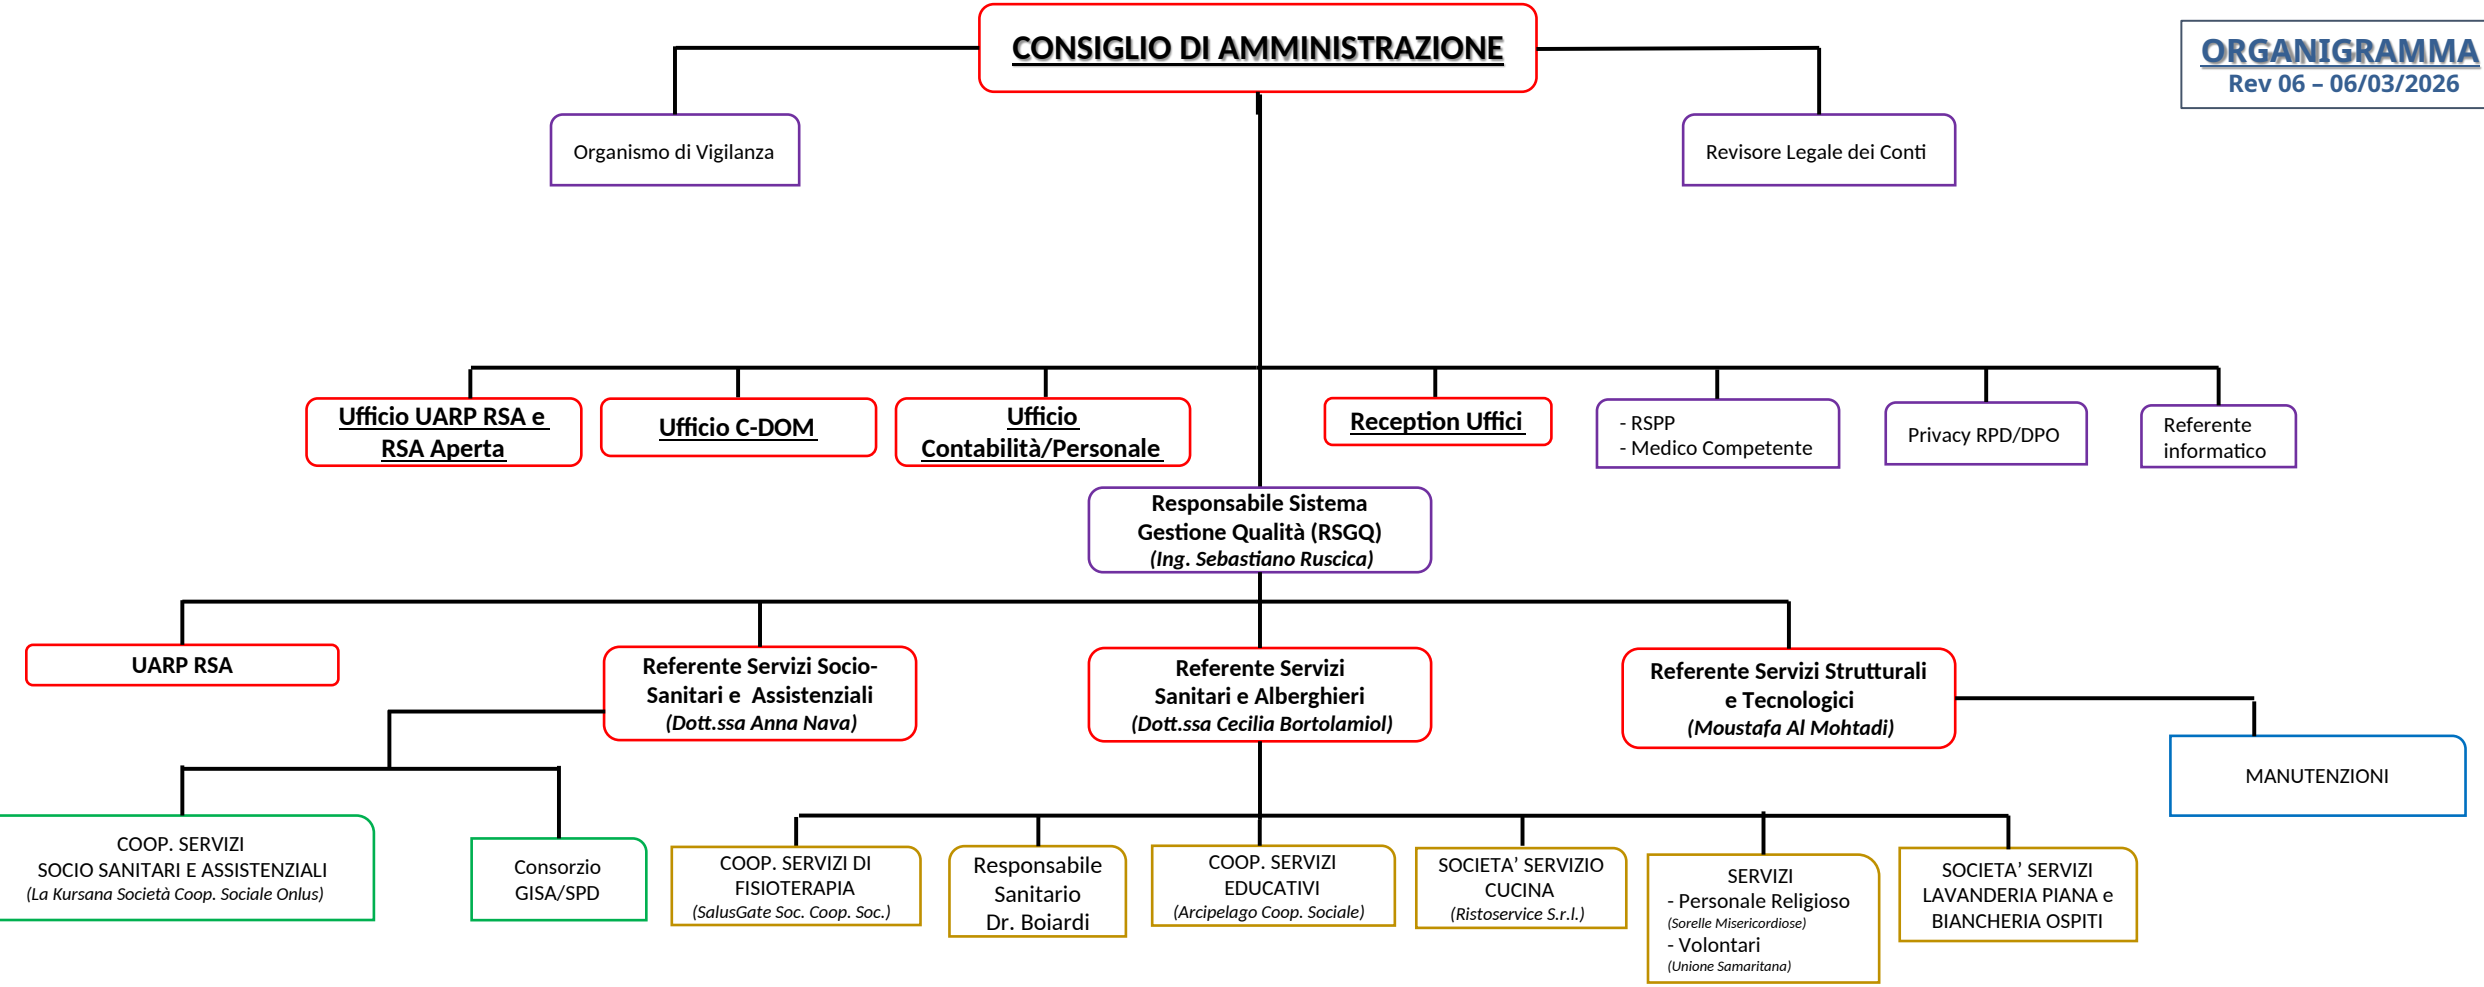 CONSIGLIO DI AMMINISTRAZIONE
ORGANIGRAMMA
Rev 06 – 06/03/2026
Organismo di Vigilanza
Revisore Legale dei Conti
Ufficio UARP RSA e
RSA Aperta
Ufficio C-DOM
Ufficio
Contabilità/Personale
Reception Uffici
- RSPP
- Medico Competente
Privacy RPD/DPO
Referente
informatico
Responsabile Sistema
Gestione Qualità (RSGQ)
(Ing. Sebastiano Ruscica)
UARP RSA
Referente Servizi Socio-
Sanitari e Assistenziali
(Dott.ssa Anna Nava)
Referente Servizi
Sanitari e Alberghieri
(Dott.ssa Cecilia Bortolamiol)
Referente Servizi Strutturali
e Tecnologici
(Moustafa Al Mohtadi)
MANUTENZIONI
COOP. SERVIZI
SOCIO SANITARI E ASSISTENZIALI
(La Kursana Società Coop. Sociale Onlus)
Consorzio
GISA/SPD
COOP. SERVIZI DI
FISIOTERAPIA
(SalusGate Soc. Coop. Soc.)
Responsabile
Sanitario
Dr. Boiardi
COOP. SERVIZI
EDUCATIVI
(Arcipelago Coop. Sociale)
SOCIETA’ SERVIZIO
CUCINA
(Ristoservice S.r.l.)
SERVIZI
- Personale Religioso
(Sorelle Misericordiose)
- Volontari
(Unione Samaritana)
SOCIETA’ SERVIZI
LAVANDERIA PIANA e
BIANCHERIA OSPITI